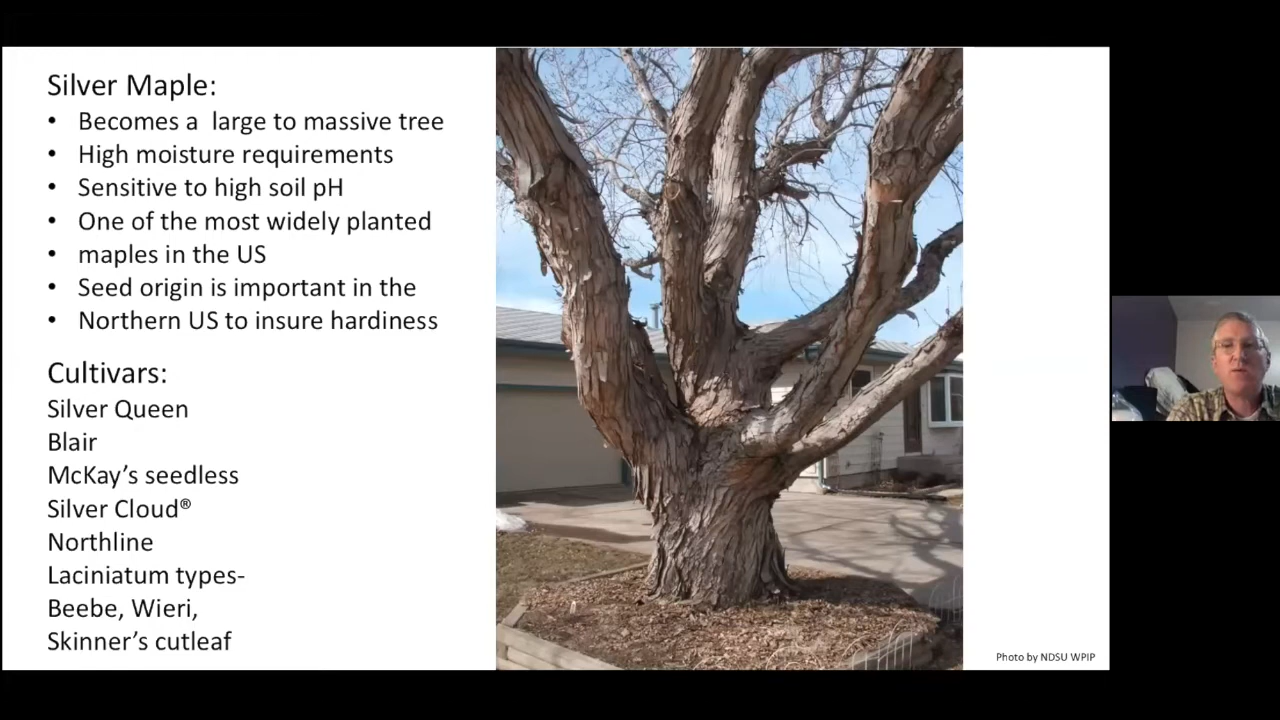 Silver Maple:
• Becomes a large to massive tree
• High moisture requirements
• Sensitive to high soil pH
• One of the most widely planted
• maples in the US
• Seed origin is important in the
• Northern US to insure hardiness
Cultivars:
Silver Queen
Blair
McKay’s seedless
Silver Cloud®
Northline
Laciniatum types-
Beebe, Wieri,
Skinner’s cutleaf
Photo by NDSU WPIP